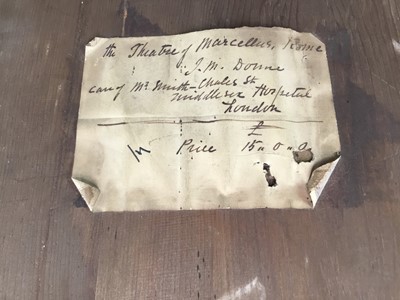 the Theatre of Marcellus, Rome
J. M. Donne
care of Mr Smith - Charles St
Middlesex Hospital
London
£
Price 15 " 0 " 0